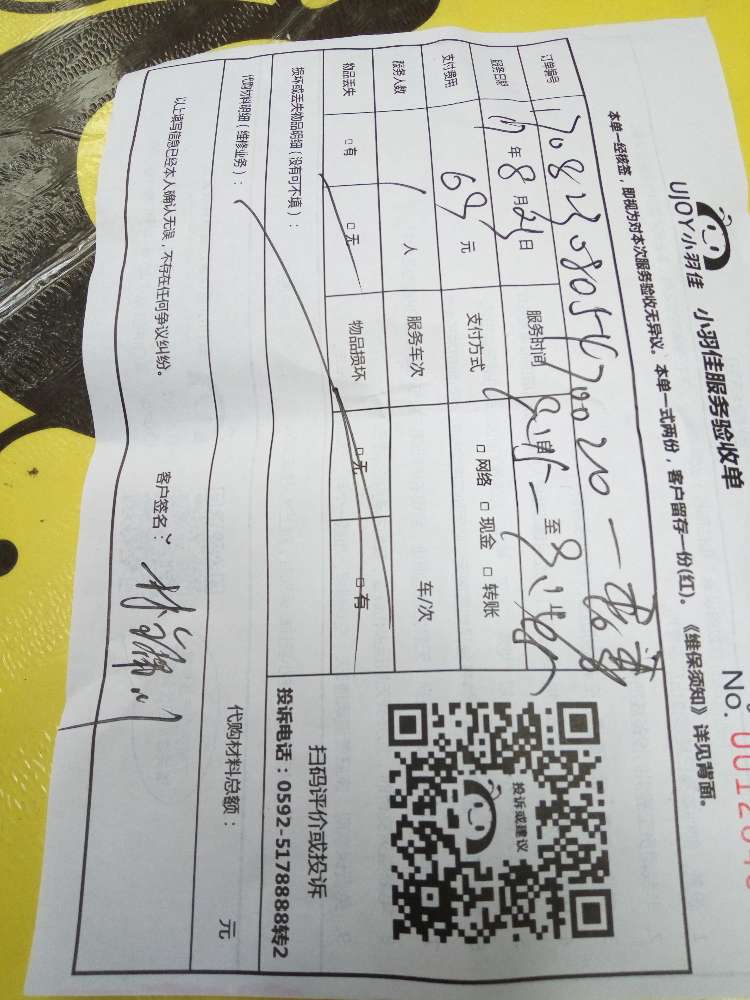 UJOY小羽佳 小羽佳服务验收单
No. 001204
本单一经核签，即视为对本次服务验收无异议。本单一式两份，客户留存一份(红)。《维保须知》详见背面。
订单编号
服务日期 年 8 月 日 服务时间 至
支付费用 元 支付方式 □ 网络 □ 现金 □ 转账
服务人数 人 服务车次 车/次
物品丢失 □ 有 □ 无 物品损坏 □ 无 □ 有
投诉或建议
扫码评价或投诉
投诉电话：0592-5178888转2
损坏或丢失物品明细（没有可不填）：
代购材料明细（维修业务）： 代购材料总额： 元
以上填写信息已经本人确认无误，不存在任何争议纠纷。 客户签名：